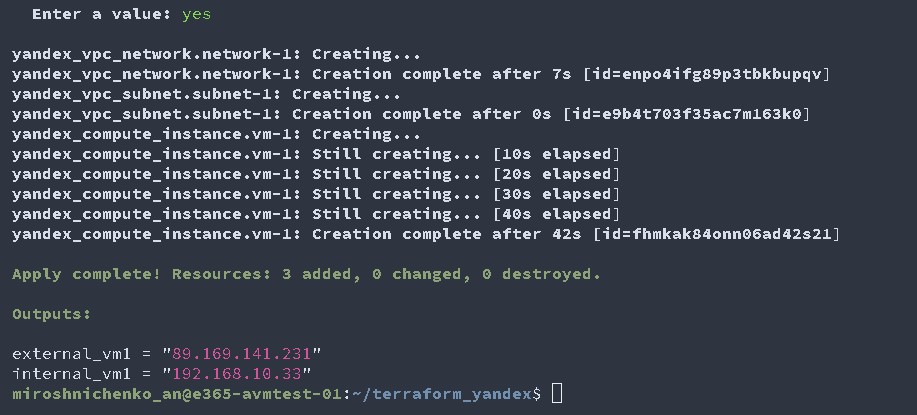 Enter a value: yes
yandex_vpc_network.network-1: Creating...
yandex_vpc_network.network-1: Creation complete after 7s [id=enpo4ifg89p3tbkbupqv]
yandex_vpc_subnet.subnet-1: Creating...
yandex_vpc_subnet.subnet-1: Creation complete after 0s [id=e9b4t703f35ac7m163k0]
yandex_compute_instance.vm-1: Creating...
yandex_compute_instance.vm-1: Still creating... [10s elapsed]
yandex_compute_instance.vm-1: Still creating... [20s elapsed]
yandex_compute_instance.vm-1: Still creating... [30s elapsed]
yandex_compute_instance.vm-1: Still creating... [40s elapsed]
yandex_compute_instance.vm-1: Creation complete after 42s [id=fhmkak84onn06ad42s21]
Apply complete! Resources: 3 added, 0 changed, 0 destroyed.
Outputs:
external_vm1 = "89.169.141.231"
internal_vm1 = "192.168.10.33"
miroshnichenko_an@e365-avmtest-01:~/terraform_yandex$